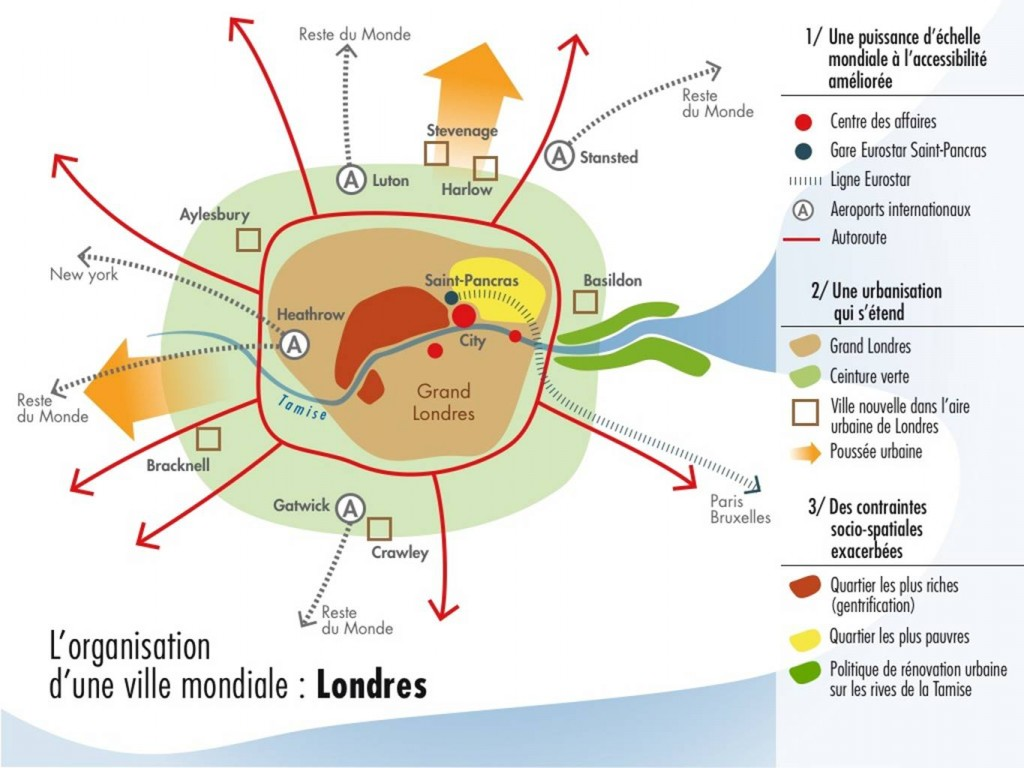 Reste du Monde
Reste
du Monde
Stevenage
Stansted
Luton
Harlow
Aylesbury
New york
Saint-Pancras
Basildon
Heathrow
City
Reste
du Monde
Tamise
Grand
Londres
Bracknell
Gatwick
Paris
Bruxelles
Crawley
Reste
du Monde
L'organisation
d'une ville mondiale : Londres
1/ Une puissance d'échelle
mondiale à l'accessibilité
améliorée
Centre des affaires
Gare Eurostar Saint-Pancras
Ligne Eurostar
A Aeroports internationaux
Autoroute
2/ Une urbanisation
qui s'étend
Grand Londres
Ceinture verte
Ville nouvelle dans l'aire
urbaine de Londres
Poussée urbaine
3/ Des contraintes
socio-spatiales
exacerbées
Quartier les plus riches
(gentrification)
Quartier les plus pauvres
Politique de rénovation urbaine
sur les rives de la Tamise
A
A
A
A